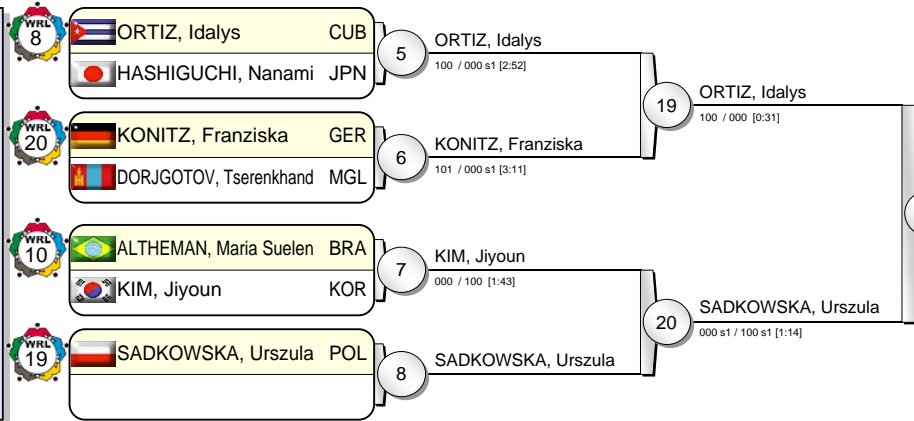 WRL
8
ORTIZ, Idalys CUB
HASHIGUCHI, Nanami JPN
5
ORTIZ, Idalys
100 / 000 s1 [2:52]
19
ORTIZ, Idalys
100 / 000 [0:31]
WRL
20
KONITZ, Franziska GER
DORJGOTOV, Tserenkhand MGL
6
KONITZ, Franziska
101 / 000 s1 [3:11]
WRL
10
ALTHEMAN, Maria Suelen BRA
KIM, Jiyoun KOR
7
KIM, Jiyoun
000 / 100 [1:43]
20
SADKOWSKA, Urszula
000 s1 / 100 s1 [1:14]
WRL
19
SADKOWSKA, Urszula POL
8
SADKOWSKA, Urszula